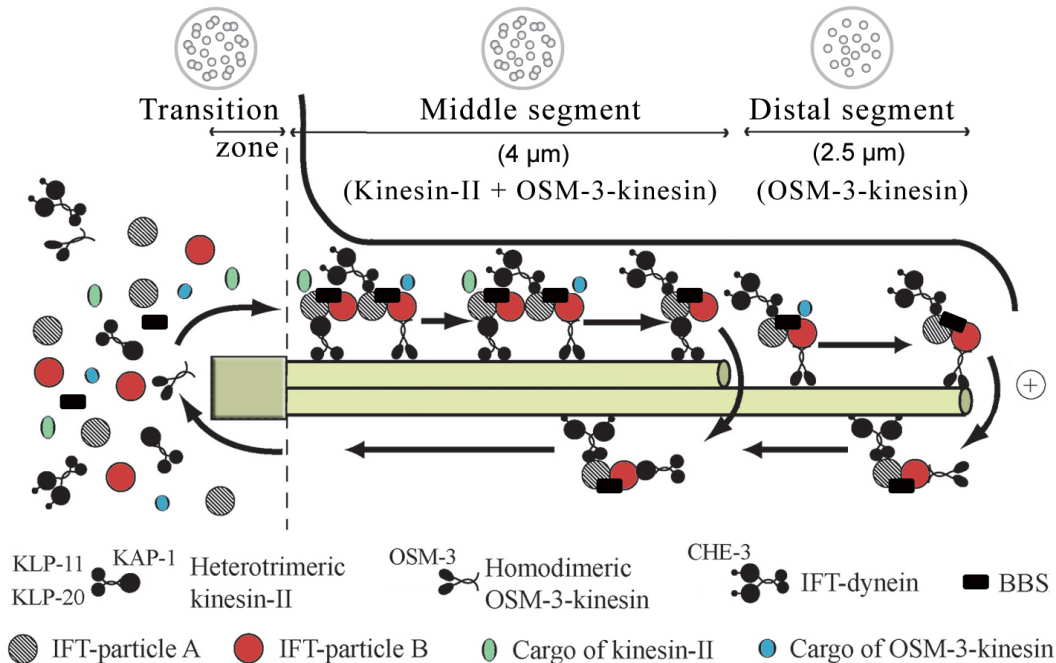 Transition
zone
Middle segment
(4 µm)
(Kinesin-II + OSM-3-kinesin)
Distal segment
(2.5 µm)
(OSM-3-kinesin)
+
KLP-11
KLP-20
KAP-1
Heterotrimeric
kinesin-II
OSM-3
Homodimeric
OSM-3-kinesin
CHE-3
IFT-dynein
BBS
IFT-particle A
IFT-particle B
Cargo of kinesin-II
Cargo of OSM-3-kinesin